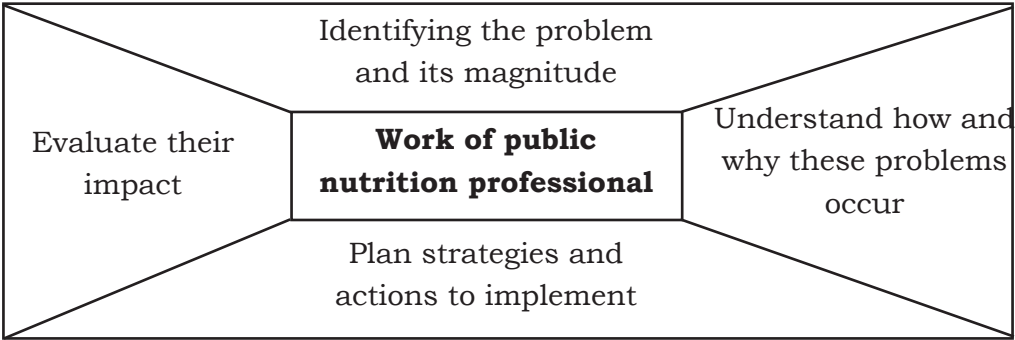 Identifying the problem
and its magnitude
Evaluate their
impact
Work of public
nutrition professional
Understand how and
why these problems
occur
Plan strategies and
actions to implement